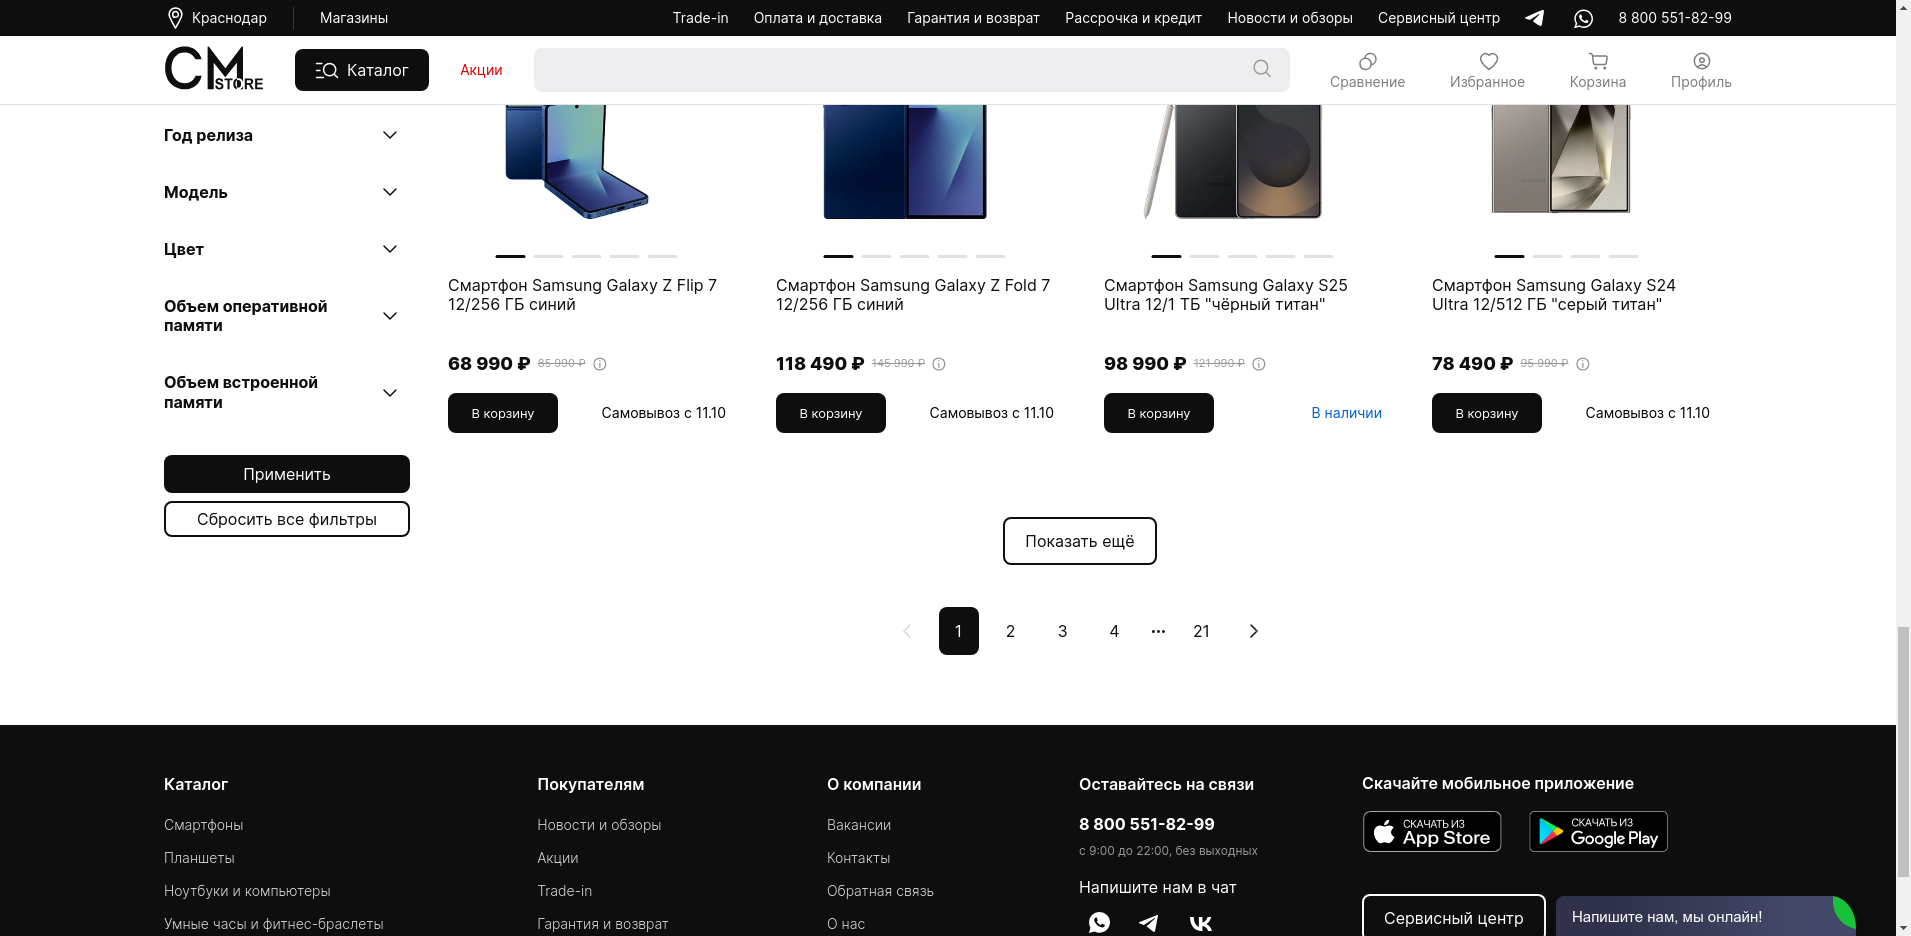 Краснодар
Магазины
Trade-in
Оплата и доставка
Гарантия и возврат
Рассрочка и кредит
Новости и обзоры
Сервисный центр
8 800 551-82-99
CM STORE
Каталог
Акции
Сравнение
Избранное
Корзина
Профиль
Год релиза
Модель
Цвет
Объем оперативной
памяти
Объем встроенной
памяти
Применить
Сбросить все фильтры
Смартфон Samsung Galaxy Z Flip 7
12/256 ГБ синий
68 990 ₽ 85 990 ₽
В корзину
Самовывоз с 11.10
Смартфон Samsung Galaxy Z Fold 7
12/256 ГБ синий
118 490 ₽ 145 990 ₽
В корзину
Самовывоз с 11.10
Смартфон Samsung Galaxy S25
Ultra 12/1 ТБ "чёрный титан"
98 990 ₽ 121 990 ₽
В корзину
В наличии
Смартфон Samsung Galaxy S24
Ultra 12/512 ГБ "серый титан"
78 490 ₽ 95 990 ₽
В корзину
Самовывоз с 11.10
Показать ещё
1 2 3 4 ... 21
Каталог
Смартфоны
Планшеты
Ноутбуки и компьютеры
Умные часы и фитнес-браслеты
Покупателям
Новости и обзоры
Акции
Trade-in
Гарантия и возврат
О компании
Вакансии
Контакты
Обратная связь
О нас
Оставайтесь на связи
8 800 551-82-99
с 9:00 до 22:00, без выходных
Напишите нам в чат
Скачайте мобильное приложение
СКАЧАТЬ ИЗ
App Store
СКАЧАТЬ ИЗ
Google Play
Сервисный центр
Напишите нам, мы онлайн!